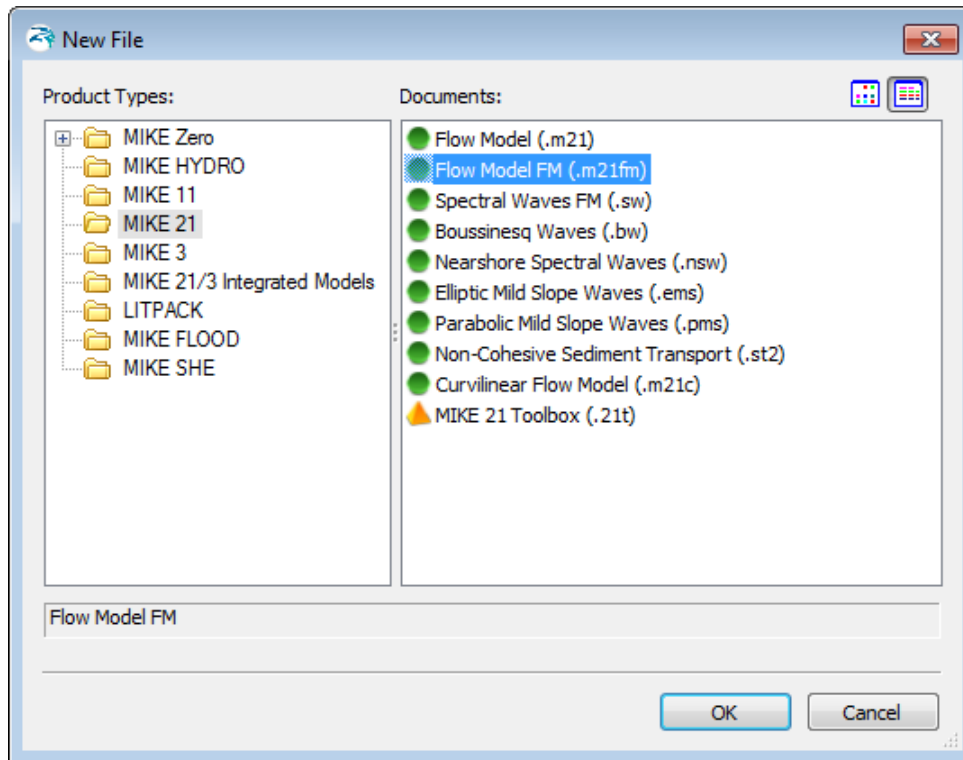 New File
Product Types:
Documents:
MIKE Zero
MIKE HYDRO
MIKE 11
MIKE 21
MIKE 3
MIKE 21/3 Integrated Models
LITPACK
MIKE FLOOD
MIKE SHE
Flow Model (.m21)
Flow Model FM (.m21fm)
Spectral Waves FM (.sw)
Boussinesq Waves (.bw)
Nearshore Spectral Waves (.nsw)
Elliptic Mild Slope Waves (.ems)
Parabolic Mild Slope Waves (.pms)
Non-Cohesive Sediment Transport (.st2)
Curvilinear Flow Model (.m21c)
MIKE 21 Toolbox (.21t)
Flow Model FM
OK
Cancel